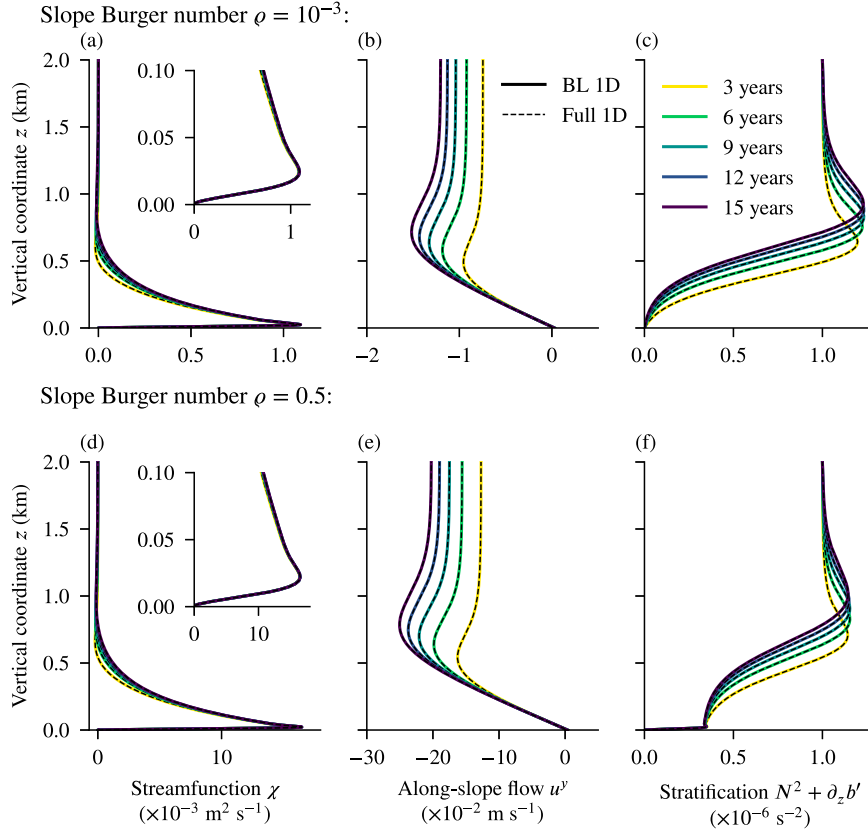 Slope Burger number ϱ = 10⁻³:
(a) (b) (c)
2.0
1.5
1.0
0.5
0.0
Vertical coordinate z (km)
0.10
0.05
0.00
0 1
0.0 0.5 1.0
BL 1D
Full 1D
−2 −1 0
3 years
6 years
9 years
12 years
15 years
0.0 0.5 1.0
Slope Burger number ϱ = 0.5:
(d) (e) (f)
2.0
1.5
1.0
0.5
0.0
Vertical coordinate z (km)
0.10
0.05
0.00
0 10
0 10
−30 −20 −10 0
0.0 0.5 1.0
Streamfunction χ
(×10⁻³ m² s⁻¹)
Along-slope flow uʸ
(×10⁻² m s⁻¹)
Stratification N² + ∂_z b′
(×10⁻⁶ s⁻²)